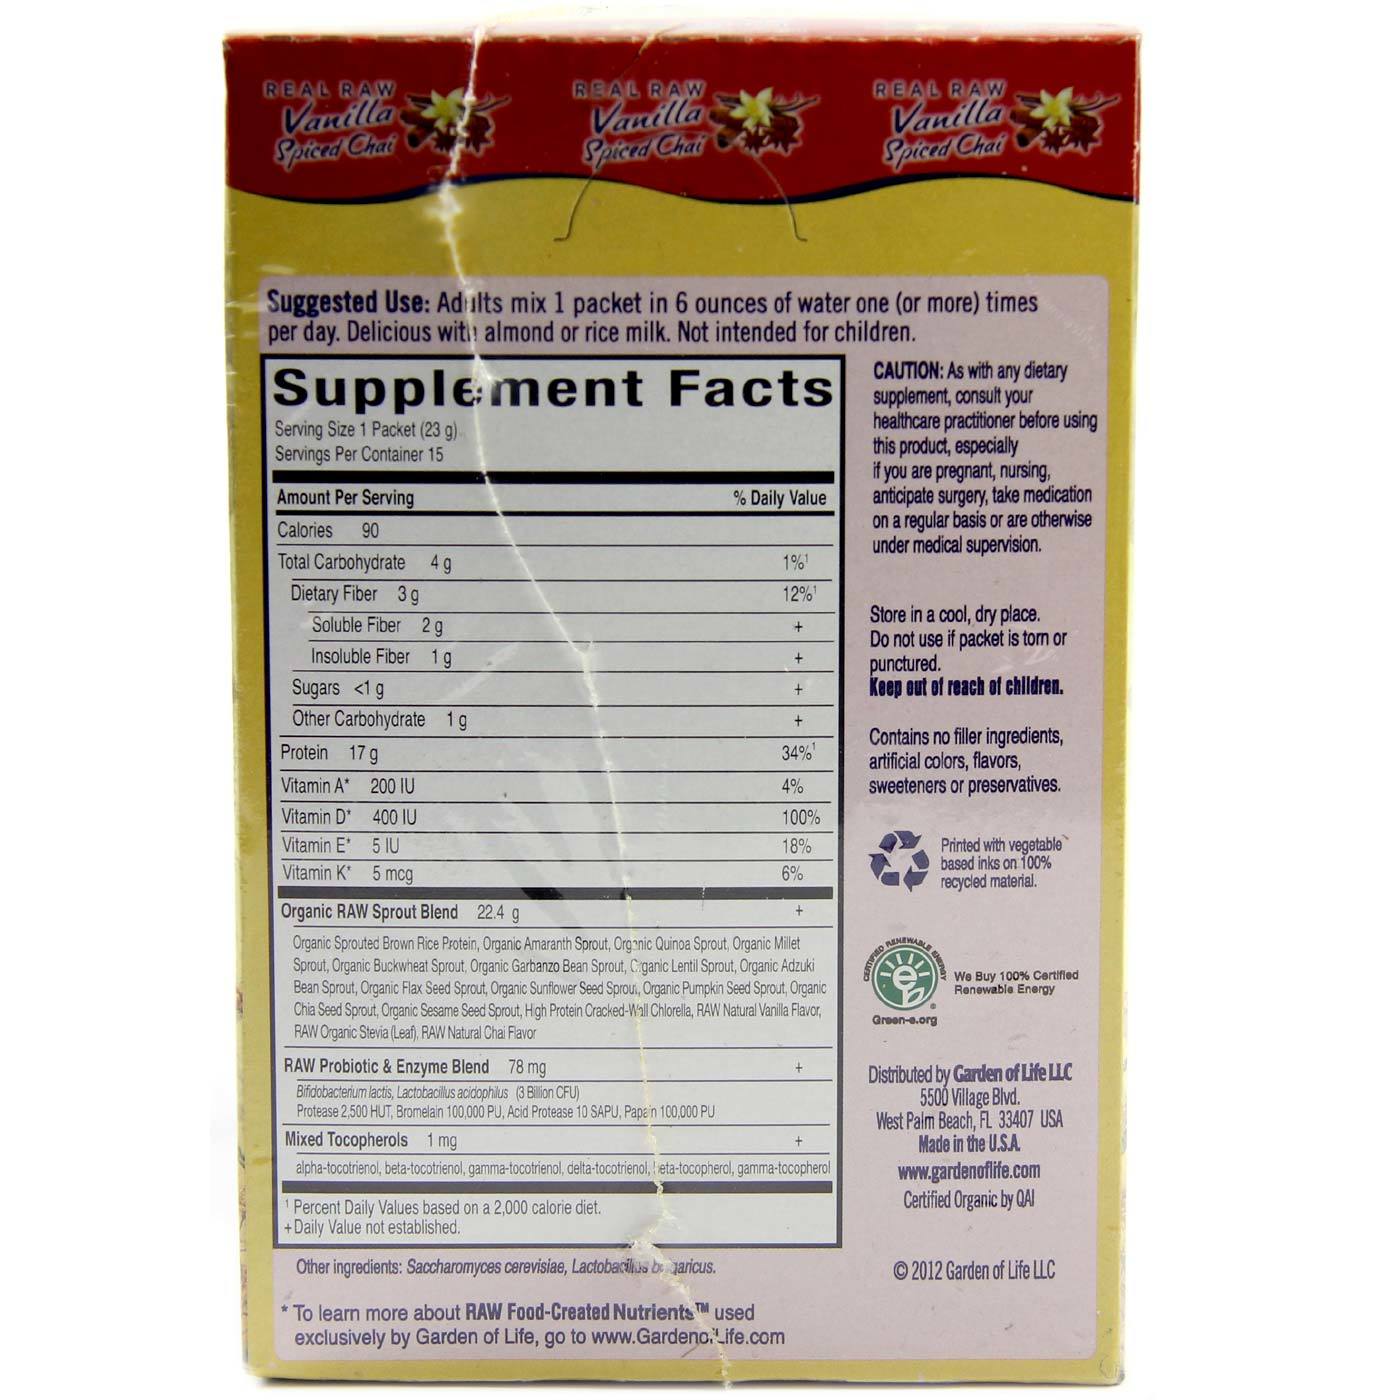 REAL RAW
Vanilla
Spiced Chai
REAL RAW
Vanilla
Spiced Chai
REAL RAW
Vanilla
Spiced Chai
Suggested Use: Adults mix 1 packet in 6 ounces of water one (or more) times
per day. Delicious with almond or rice milk. Not intended for children.
Supplement Facts
Serving Size 1 Packet (23 g)
Servings Per Container 15
Amount Per Serving % Daily Value
Calories 90
Total Carbohydrate 4 g 1%¹
Dietary Fiber 3 g 12%¹
Soluble Fiber 2 g +
Insoluble Fiber 1 g +
Sugars <1 g +
Other Carbohydrate 1 g +
Protein 17 g 34%¹
Vitamin A* 200 IU 4%
Vitamin D* 400 IU 100%
Vitamin E* 5 IU 18%
Vitamin K* 5 mcg 6%
Organic RAW Sprout Blend 22.4 g +
Organic Sprouted Brown Rice Protein, Organic Amaranth Sprout, Organic Quinoa Sprout, Organic Millet
Sprout, Organic Buckwheat Sprout, Organic Garbanzo Bean Sprout, Organic Lentil Sprout, Organic Adzuki
Bean Sprout, Organic Flax Seed Sprout, Organic Sunflower Seed Sprout, Organic Pumpkin Seed Sprout, Organic
Chia Seed Sprout, Organic Sesame Seed Sprout, High Protein Cracked-Wall Chlorella, RAW Natural Vanilla Flavor,
RAW Organic Stevia (Leaf), RAW Natural Chai Flavor
RAW Probiotic & Enzyme Blend 78 mg +
Bifidobacterium lactis, Lactobacillus acidophilus (3 Billion CFU)
Protease 2,500 HUT, Bromelain 100,000 PU, Acid Protease 10 SAPU, Papain 100,000 PU
Mixed Tocopherols 1 mg +
alpha-tocotrienol, beta-tocotrienol, gamma-tocotrienol, delta-tocotrienol, beta-tocopherol, gamma-tocopherol
¹ Percent Daily Values based on a 2,000 calorie diet.
+Daily Value not established.
Other ingredients: Saccharomyces cerevisiae, Lactobacillus bulgaricus.
* To learn more about RAW Food-Created Nutrients™ used
exclusively by Garden of Life, go to www.GardenofLife.com
CAUTION: As with any dietary
supplement, consult your
healthcare practitioner before using
this product, especially
if you are pregnant, nursing,
anticipate surgery, take medication
on a regular basis or are otherwise
under medical supervision.
Store in a cool, dry place.
Do not use if packet is torn or
punctured.
Keep out of reach of children.
Contains no filler ingredients,
artificial colors, flavors,
sweeteners or preservatives.
Printed with vegetable
based inks on 100%
recycled material.
CERTIFIED RENEWABLE ENERGY
e
®
Green-e.org
We Buy 100% Certified
Renewable Energy
Distributed by Garden of Life LLC
5500 Village Blvd.
West Palm Beach, FL 33407 USA
Made in the U.S.A.
www.gardenoflife.com
Certified Organic by QAI
© 2012 Garden of Life LLC